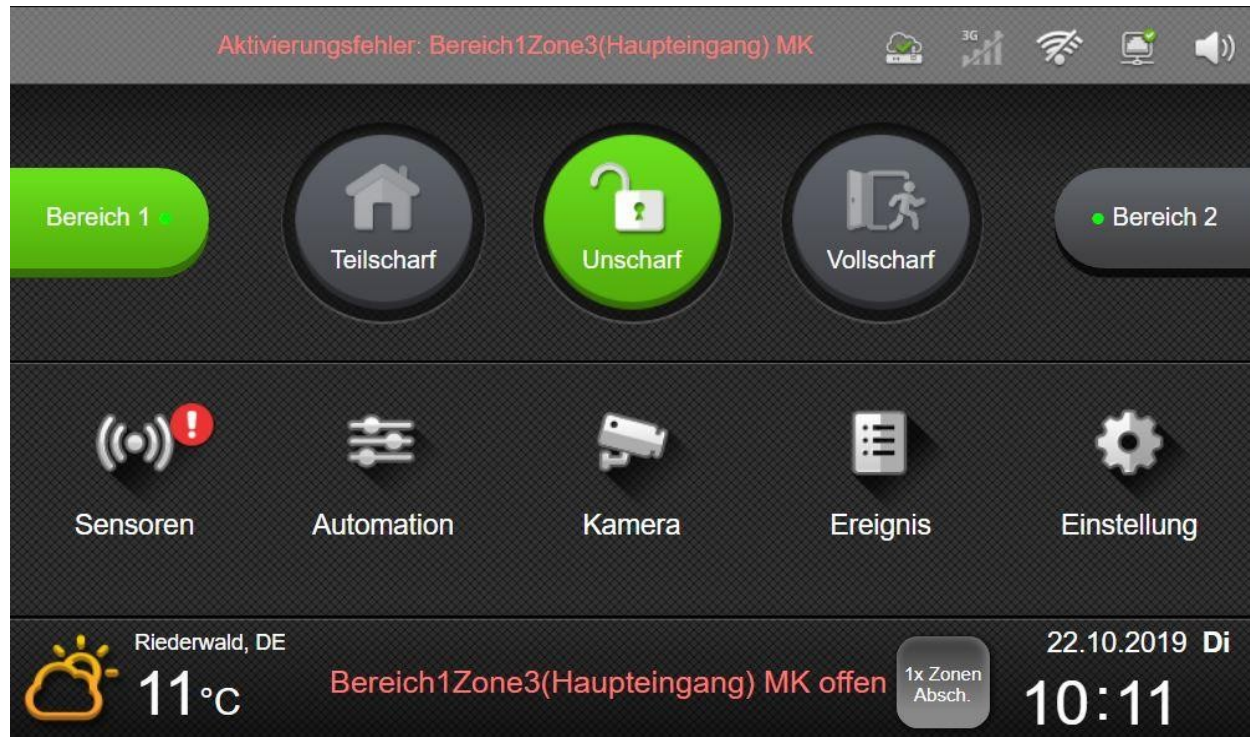 Aktivierungsfehler: Bereich1Zone3(Haupteingang) MK
3G
Bereich 1
Teilscharf
Unscharf
Vollscharf
Bereich 2
Sensoren
Automation
Kamera
Ereignis
Einstellung
Riederwald, DE
11°C
Bereich1Zone3(Haupteingang) MK offen
1x Zonen
Absch.
22.10.2019 Di
10:11